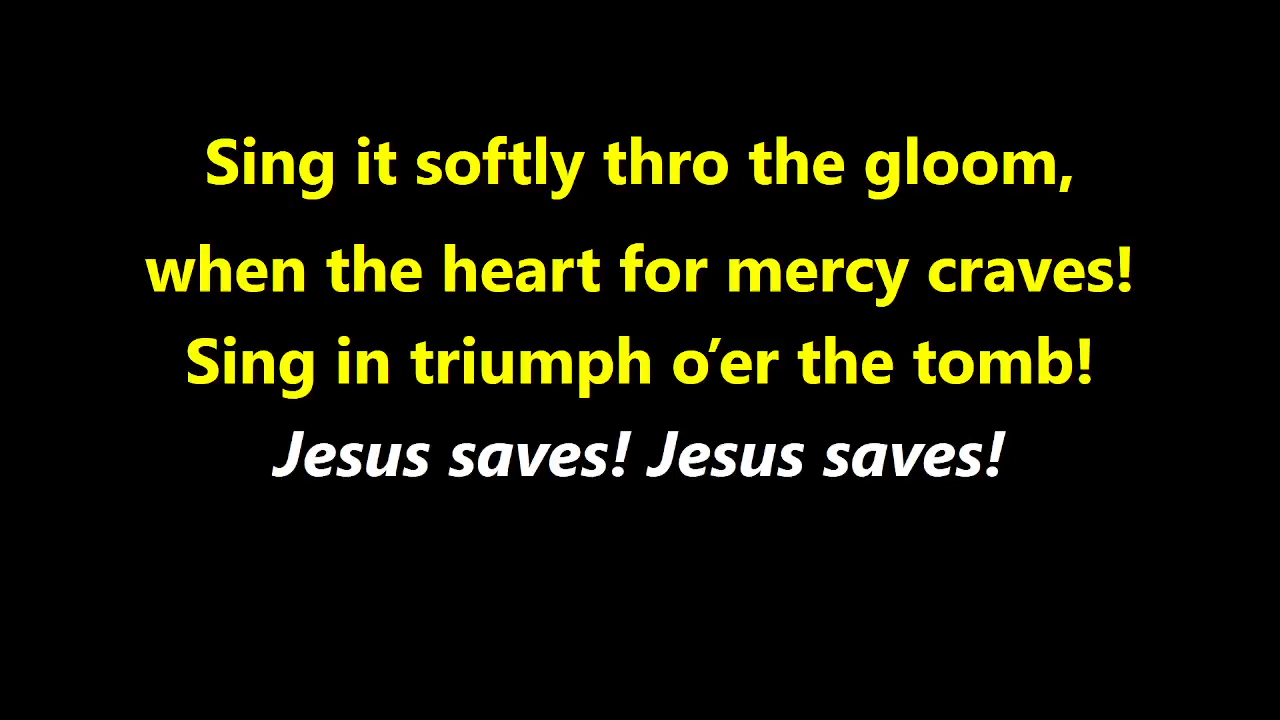 Sing it softly thro the gloom,
when the heart for mercy craves!
Sing in triumph o’er the tomb!
Jesus saves! Jesus saves!